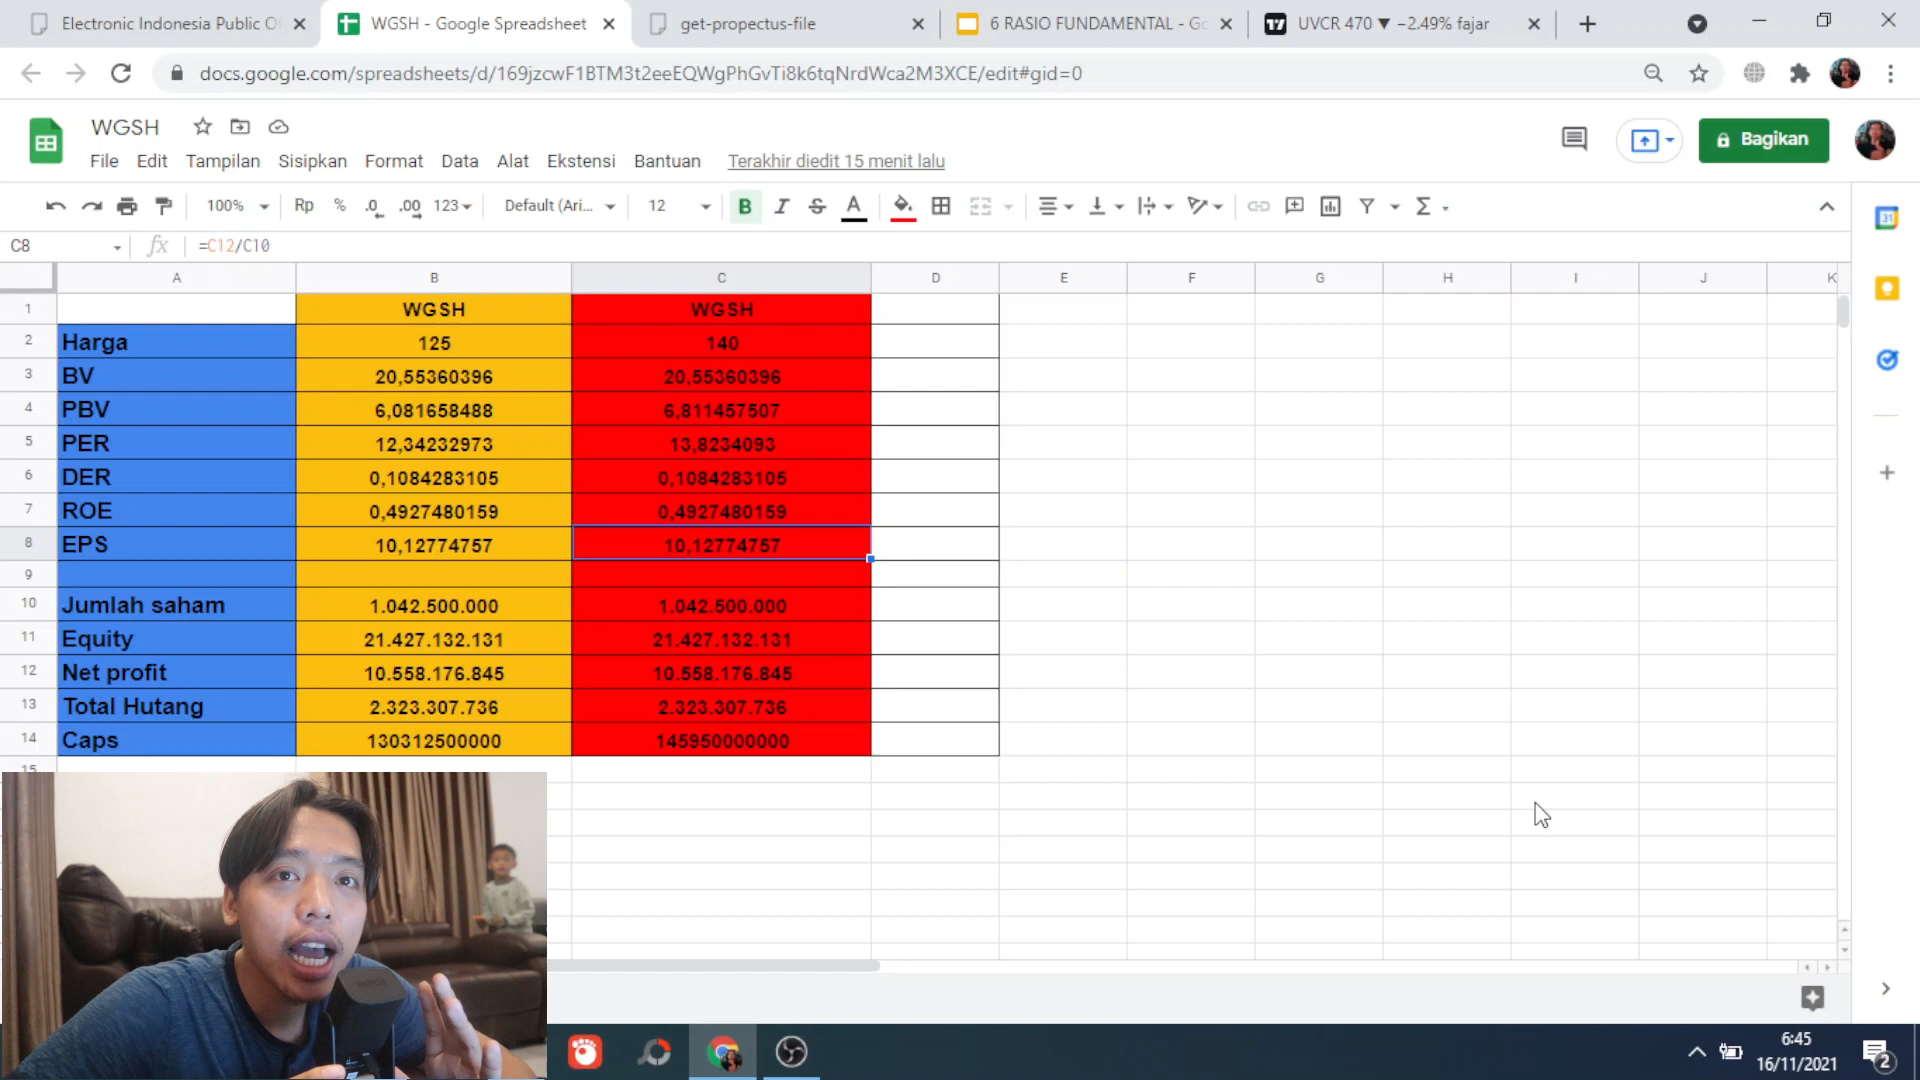 Electronic Indonesia Public O
WGSH - Google Spreadsheet
get-propectus-file
6 RASIO FUNDAMENTAL - Go
UVCR 470 ▼ −2.49% fajar
docs.google.com/spreadsheets/d/169jzcwF1BTM3t2eeEQWgPhGvTi8k6tqNrdWca2M3XCE/edit#gid=0
WGSH
Bagikan
File Edit Tampilan Sisipkan Format Data Alat Ekstensi Bantuan Terakhir diedit 15 menit lalu
100% Rp % .0 .00 123 Default (Ari... 12 B I S A Σ
31
C8 fx =C12/C10
A B C D E F G H I J K
1 WGSH WGSH
2 Harga 125 140
3 BV 20,55360396 20,55360396
4 PBV 6,081658488 6,811457507
5 PER 12,34232973 13,8234093
6 DER 0,1084283105 0,1084283105
7 ROE 0,4927480159 0,4927480159
8 EPS 10,12774757 10,12774757
9
10 Jumlah saham 1.042.500.000 1.042.500.000
11 Equity 21.427.132.131 21.427.132.131
12 Net profit 10.558.176.845 10.558.176.845
13 Total Hutang 2.323.307.736 2.323.307.736
14 Caps 130312500000 145950000000
15
6:45
16/11/2021
2